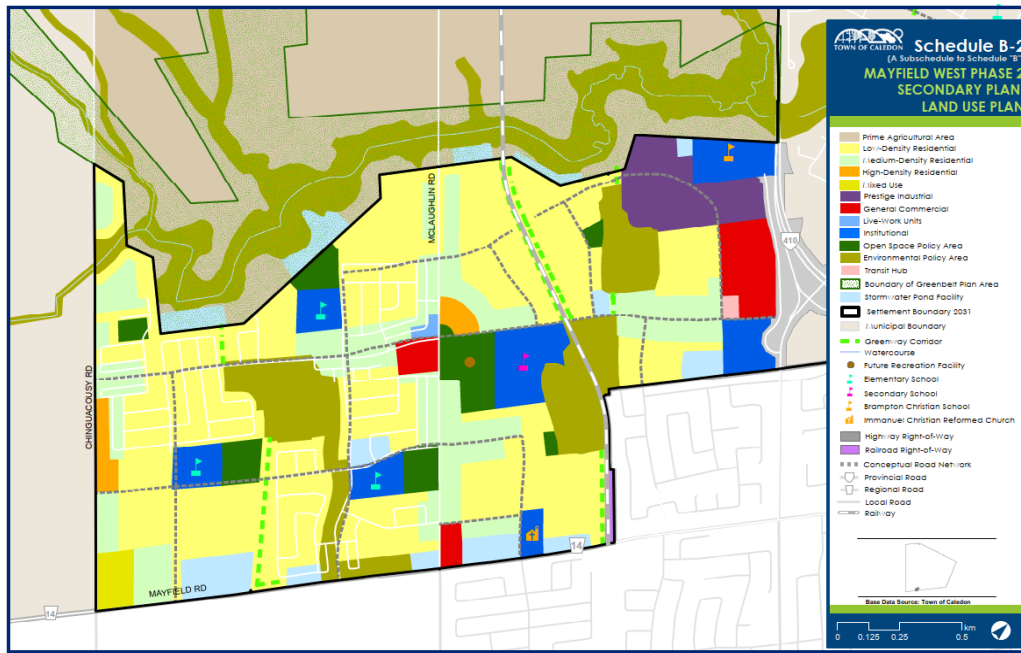 TOWN OF CALEDON
Schedule B-2
(A Subschedule to Schedule "B"
MAYFIELD WEST PHASE 2
SECONDARY PLAN
LAND USE PLAN
Prime Agricultural Area
Low-Density Residential
Medium-Density Residential
High-Density Residential
Mixed Use
Prestige Industrial
General Commercial
Live-Work Units
Institutional
Open Space Policy Area
Environmental Policy Area
Transit Hub
Boundary of Greenbelt Plan Area
Stormwater Pond Facility
Settlement Boundary 2031
Municipal Boundary
Greenway Corridor
Watercourse
Future Recreation Facility
Elementary School
Secondary School
Brampton Christian School
Immanuel Christian Reformed Church
Highway Right-of-Way
Railroad Right-of-Way
Conceptual Road Network
Provincial Road
Regional Road
Local Road
Railway
Base Data Source: Town of Caledon
km
0 0.125 0.25 0.5
MCLAUGHLIN RD
CHINGUACOUSY RD
MAYFIELD RD
410
14
14